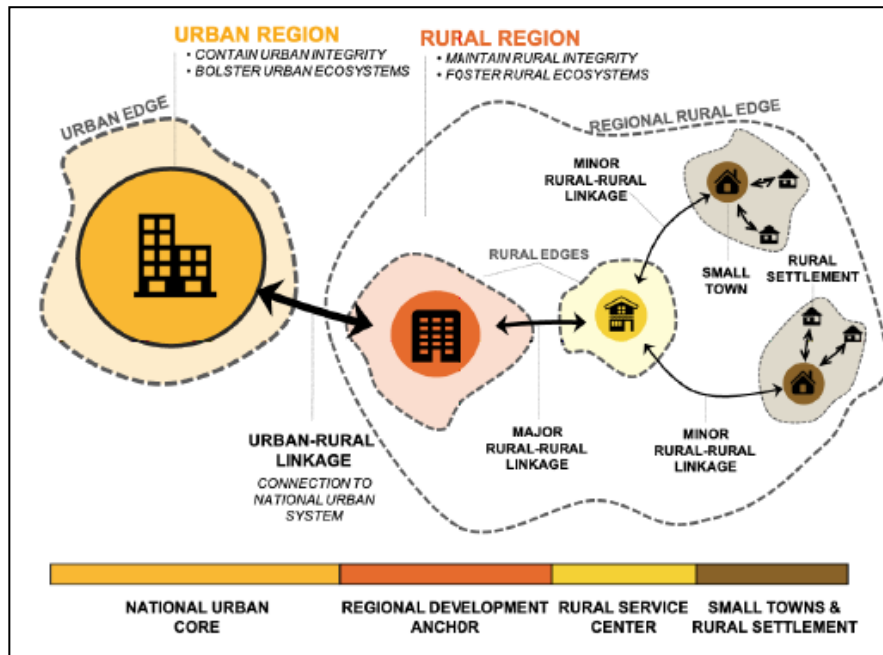 URBAN REGION
• CONTAIN URBAN INTEGRITY
• BOLSTER URBAN ECOSYSTEMS
RURAL REGION
• MAINTAIN RURAL INTEGRITY
• FOSTER RURAL ECOSYSTEMS
URBAN EDGE
REGIONAL RURAL EDGE
MINOR
RURAL-RURAL
LINKAGE
RURAL EDGES
SMALL
TOWN
RURAL
SETTLEMENT
URBAN-RURAL
LINKAGE
CONNECTION TO
NATIONAL URBAN
SYSTEM
MAJOR
RURAL-RURAL
LINKAGE
MINOR
RURAL-RURAL
LINKAGE
NATIONAL URBAN
CORE
REGIONAL DEVELOPMENT
ANCHOR
RURAL SERVICE
CENTER
SMALL TOWNS &
RURAL SETTLEMENT